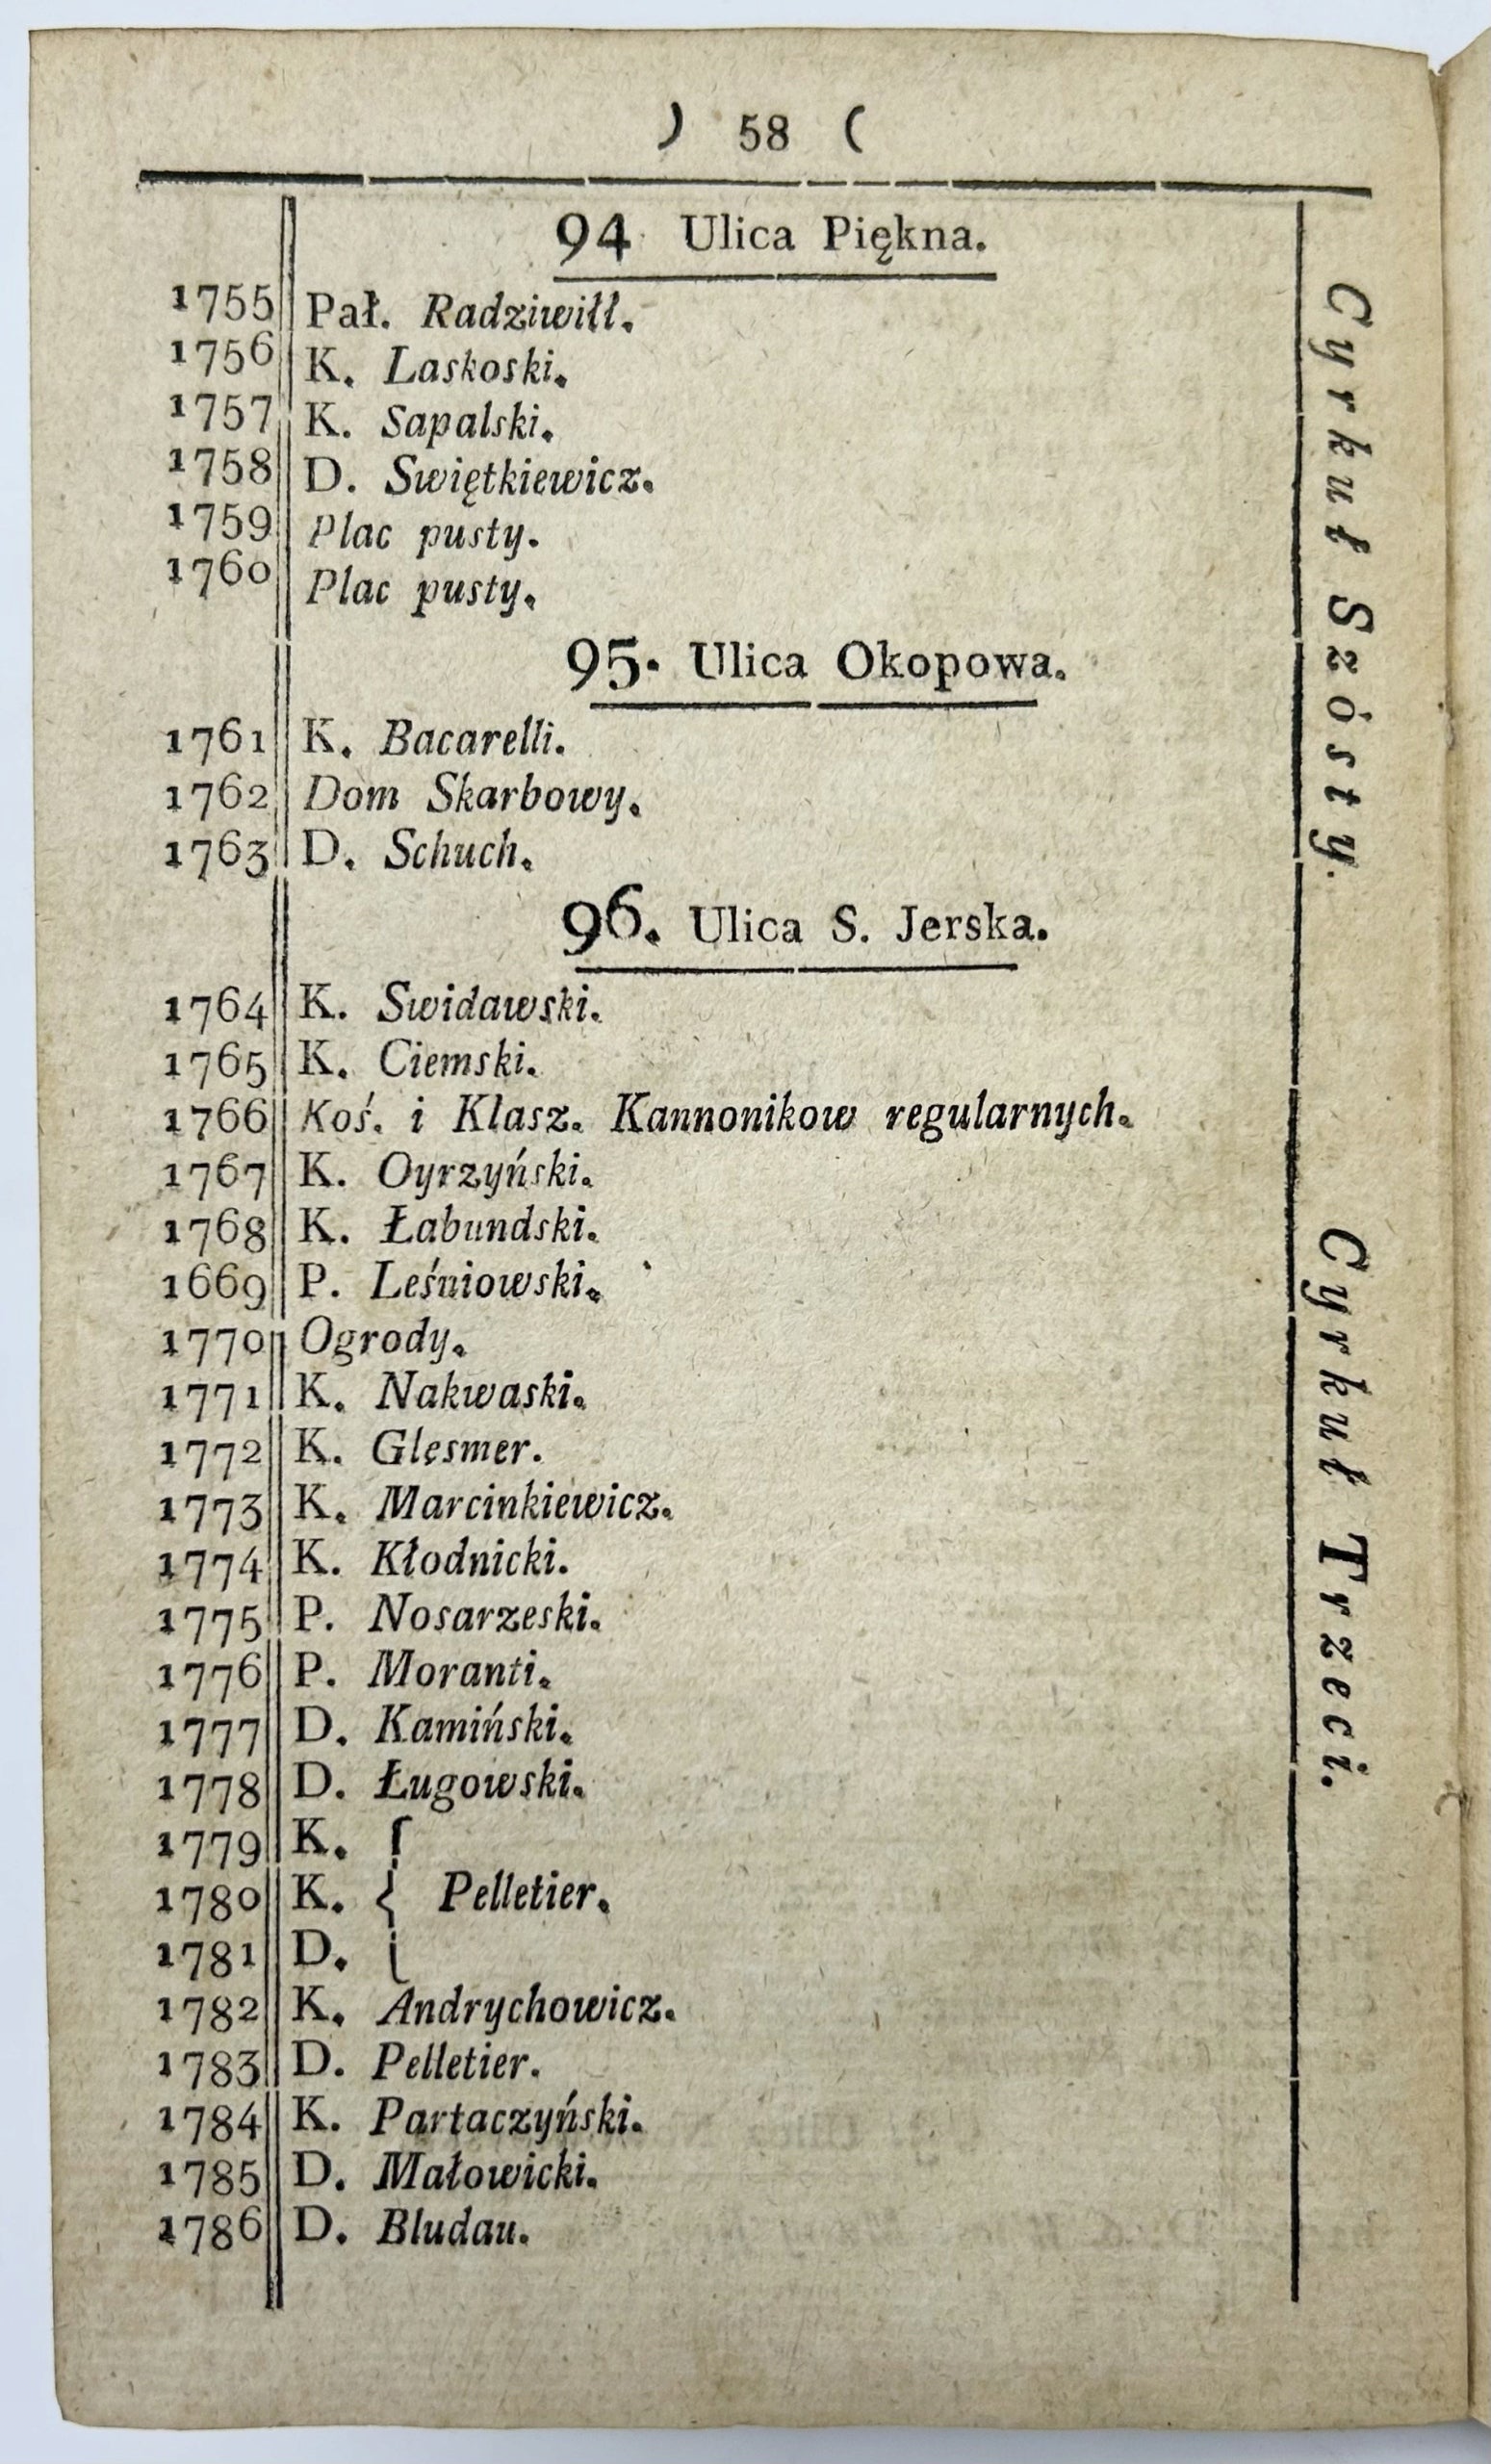 ) 58 (
94 Ulica Piękna.
1755 Pał. Radziwiłł.
1756 K. Laskoski.
1757 K. Sapalski.
1758 D. Swiętkiewicz.
1759 Plac pusty.
1760 Plac pusty.
95. Ulica Okopowa.
1761 K. Bacarelli.
1762 Dom Skarbowy.
1763 D. Schuch.
96. Ulica S. Jerska.
1764 K. Swidawski.
1765 K. Ciemski.
1766 Koś. i Klasz. Kannonikow regularnych.
1767 K. Oyrzyński.
1768 K. Łabundski.
1669 P. Leśniowski.
1770 Ogrody.
1771 K. Nakwaski.
1772 K. Glesmer.
1773 K. Marcinkiewicz.
1774 K. Kłodnicki.
1775 P. Nosarzeski.
1776 P. Moranti.
1777 D. Kamiński.
1778 D. Ługowski.
1779 K.
1780 K. { Pelletier.
1781 D.
1782 K. Andrychowicz.
1783 D. Pelletier.
1784 K. Partaczyński.
1785 D. Małowicki.
1786 D. Bludau.
Cyrkuł Szósty.
Cyrkuł Trzeci.